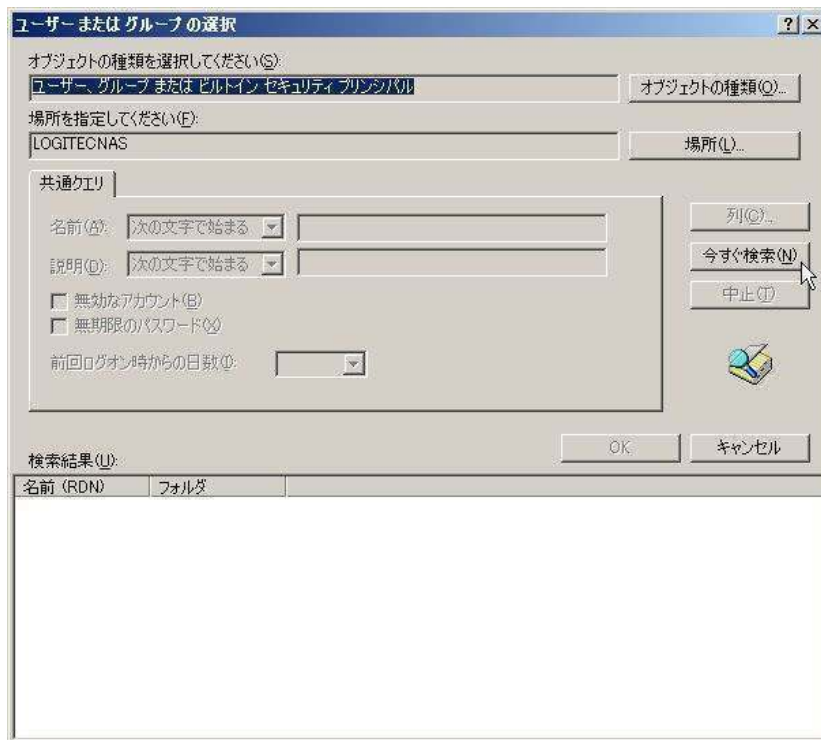 ユーザー または グループ の選択
オブジェクトの種類を選択してください(S):
ユーザー、グループ または ビルトイン セキュリティ プリンシパル
オブジェクトの種類(O)...
場所を指定してください(F):
LOGITECNAS
場所(L)...
共通クエリ
名前(A):
次の文字で始まる
説明(D):
次の文字で始まる
無効なアカウント(B)
無期限のパスワード(X)
前回ログオン時からの日数(I):
列(C)...
今すぐ検索(N)
中止(T)
OK
キャンセル
検索結果(U):
名前 (RDN)
フォルダ